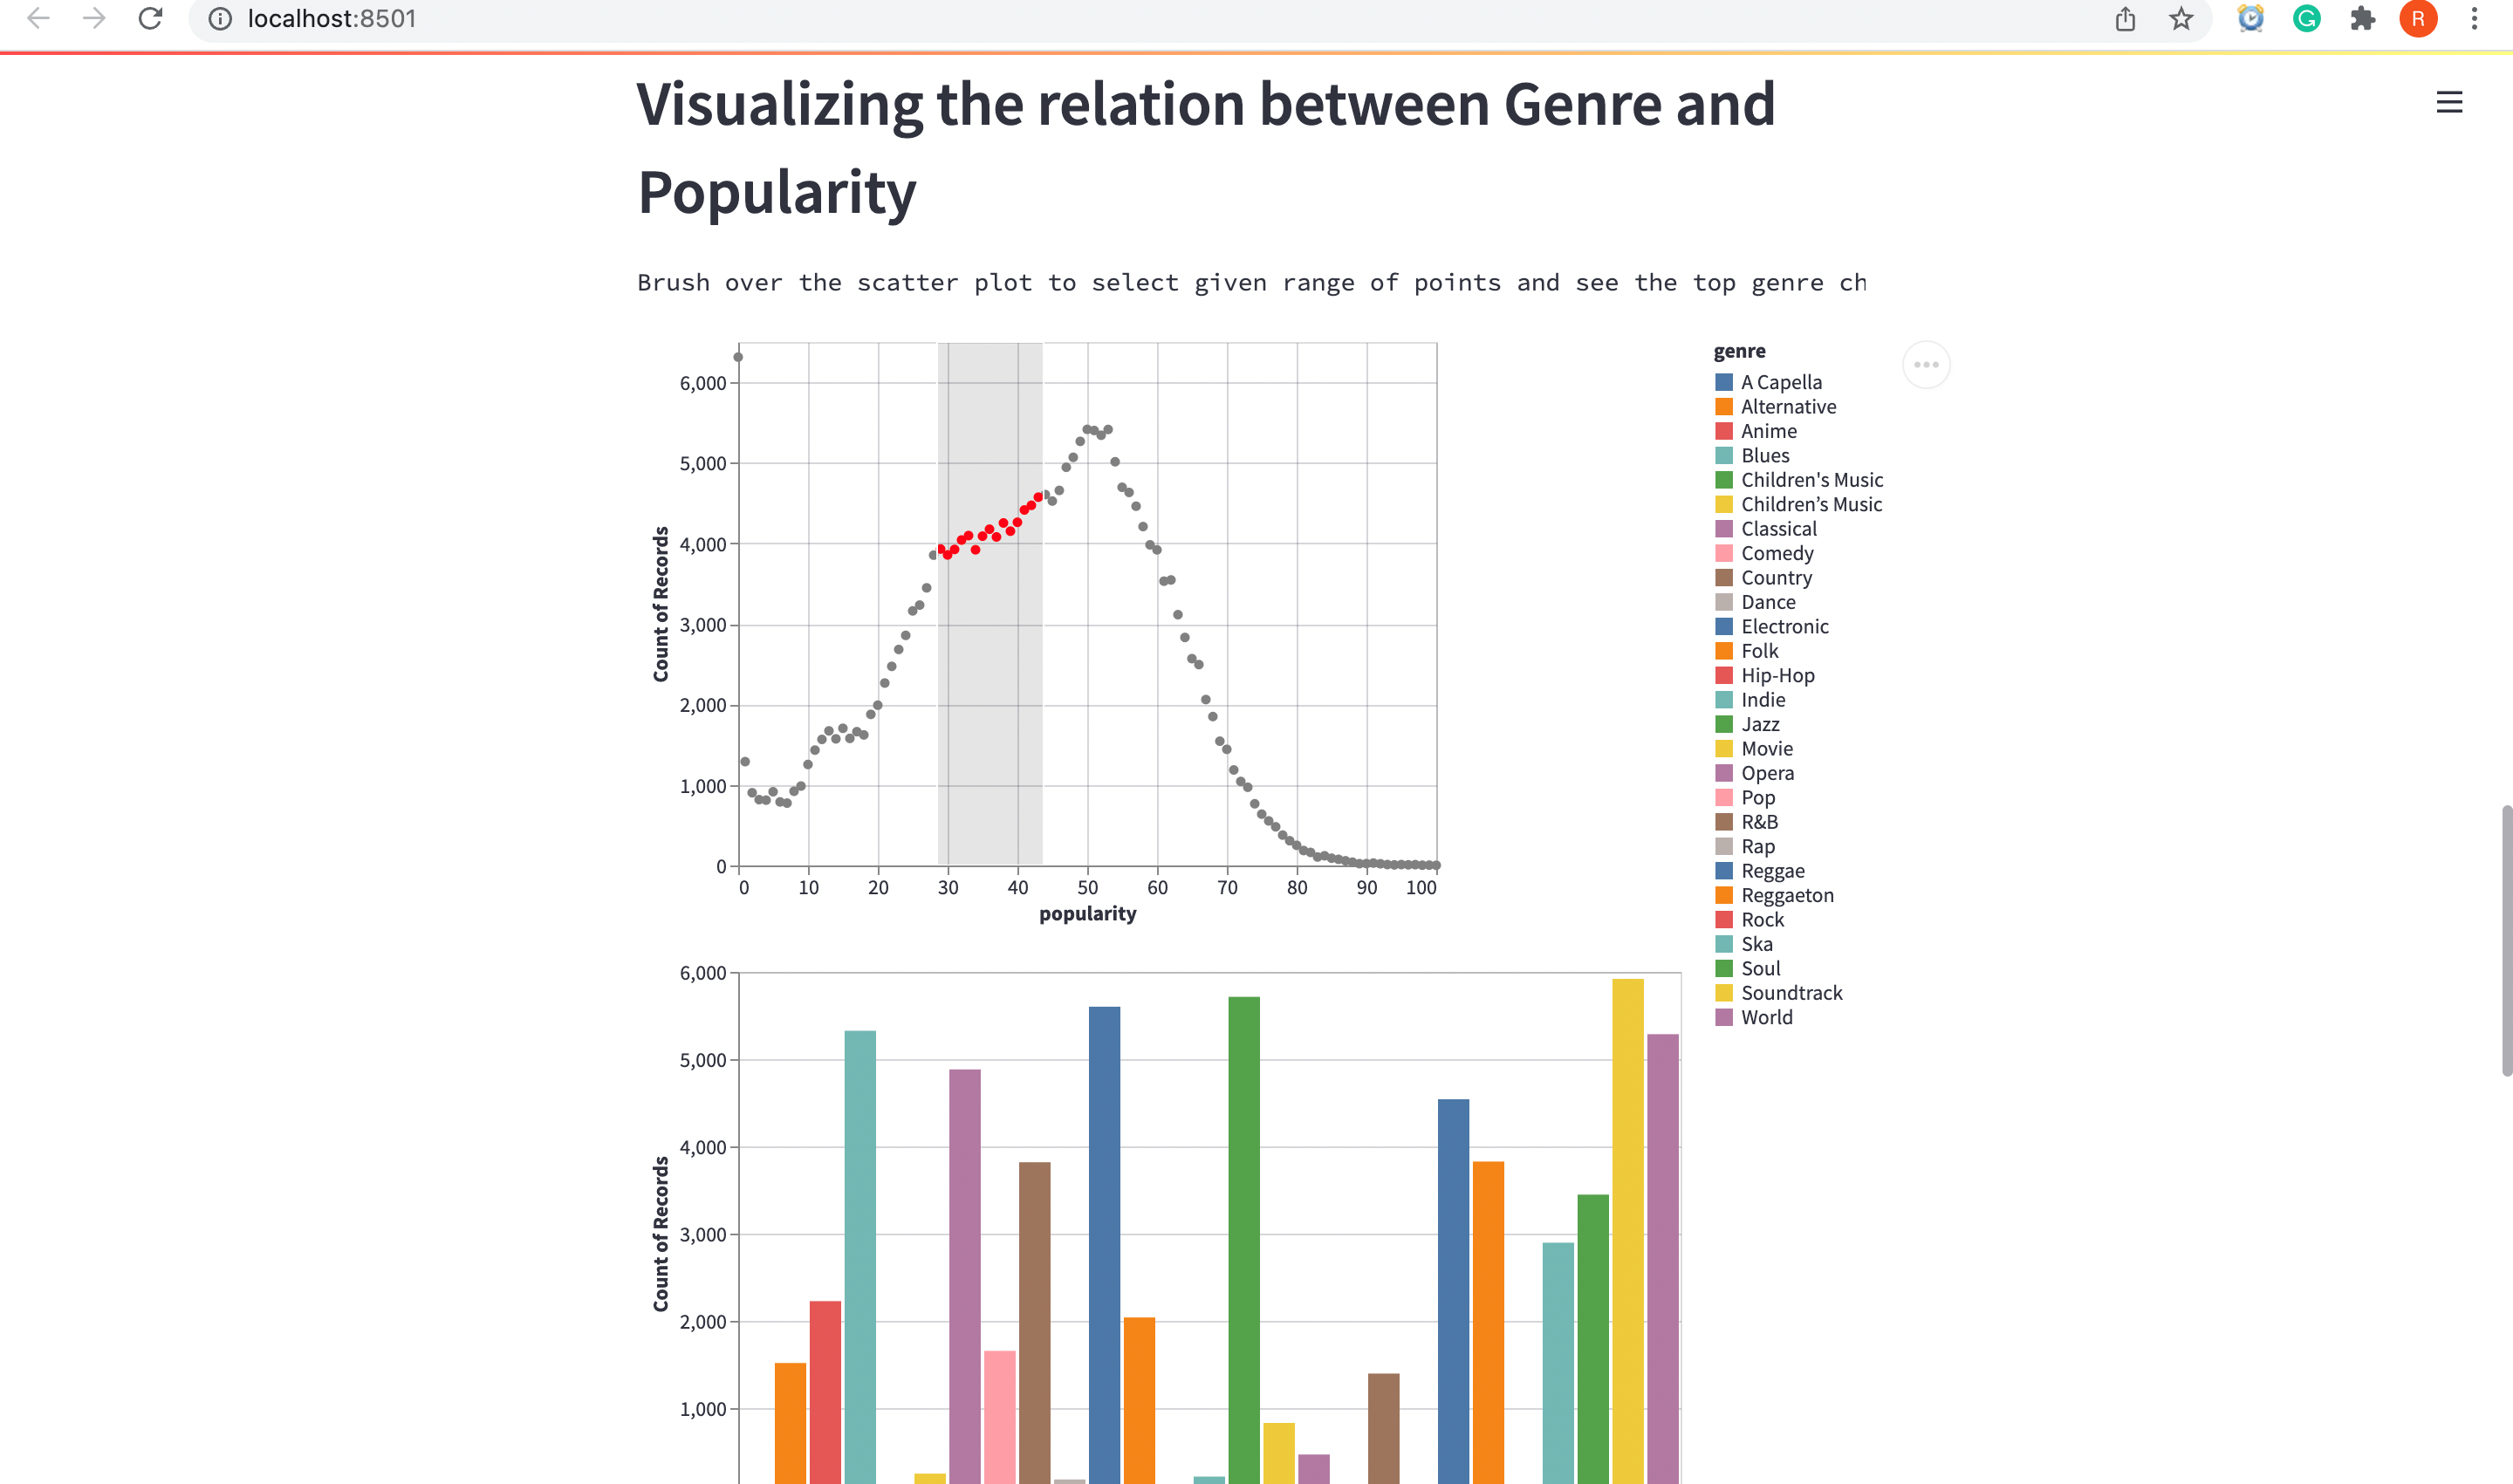 localhost:8501
G
R
Visualizing the relation between Genre and
Popularity
Brush over the scatter plot to select given range of points and see the top genre ch
6,000
5,000
4,000
3,000
2,000
1,000
0
Count of Records
0 10 20 30 40 50 60 70 80 90 100
popularity
genre
A Capella
Alternative
Anime
Blues
Children's Music
Children’s Music
Classical
Comedy
Country
Dance
Electronic
Folk
Hip-Hop
Indie
Jazz
Movie
Opera
Pop
R&B
Rap
Reggae
Reggaeton
Rock
Ska
Soul
Soundtrack
World
6,000
5,000
4,000
3,000
2,000
1,000
Count of Records